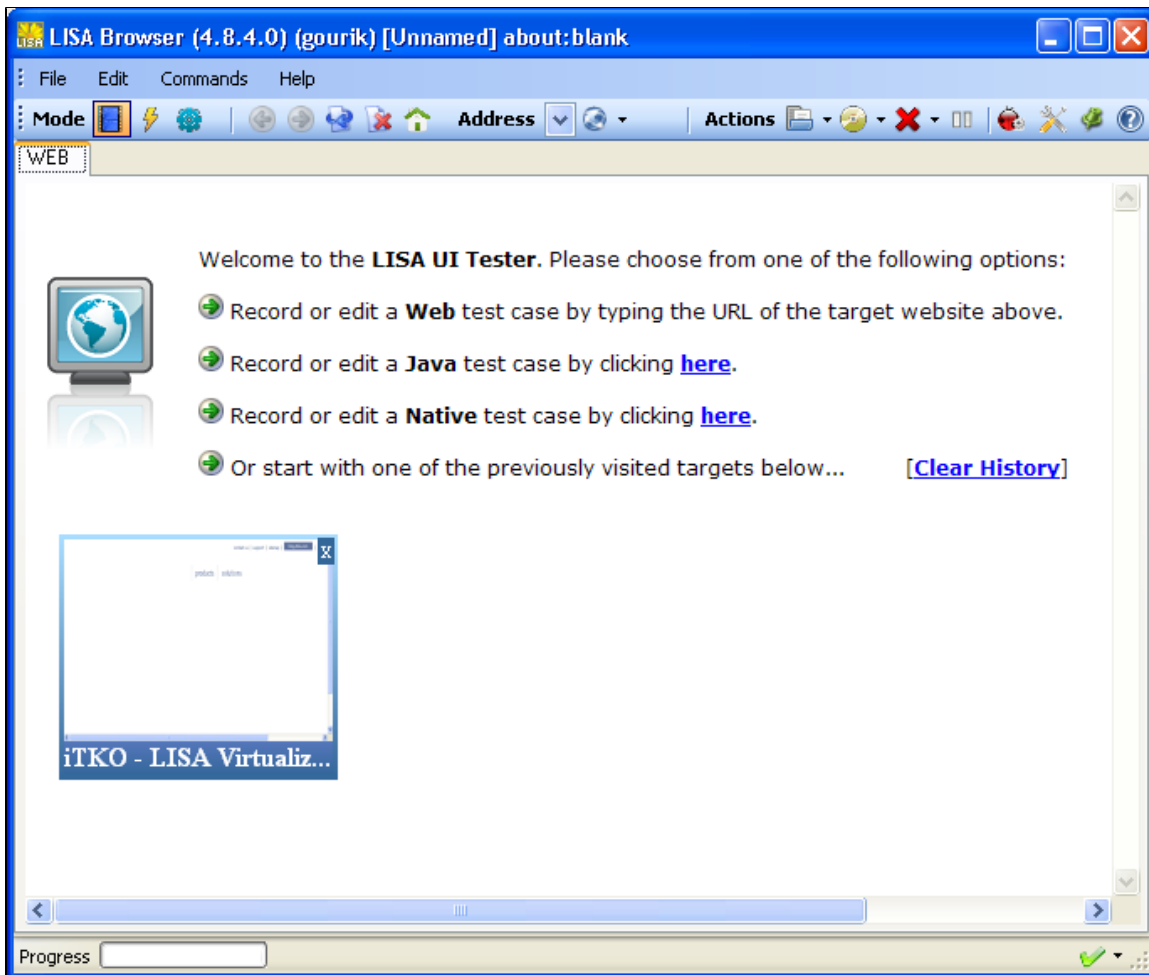 LISA Browser (4.8.4.0) (gourik) [Unnamed] about:blank
File Edit Commands Help
Mode Address Actions
WEB
Welcome to the LISA UI Tester. Please choose from one of the following options:
Record or edit a Web test case by typing the URL of the target website above.
Record or edit a Java test case by clicking here.
Record or edit a Native test case by clicking here.
Or start with one of the previously visited targets below... [Clear History]
X
products solutions
iTKO - LISA Virtualiz...
Progress